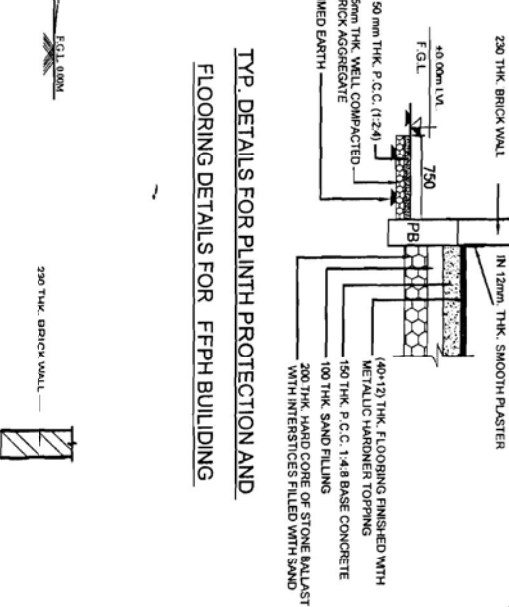 230 THK. BRICK WALL
IN 12mm. THK. SMOOTH PLASTER
±0.00m LVL.
F.G.L.
750
PB
50 mm THK. P.C.C. (1:2:4)
5mm THK. WELL COMPACTED
RICK AGGREGATE
MED EARTH
(40+12) THK. FLOORING FINISHED WITH
METALLIC HARDNER TOPPING
150 THK. P.C.C. 1:4:8 BASE CONCRETE
100 THK. SAND FILLING
200 THK. HARD CORE OF STONE BALLAST
WITH INTERSTICES FILLED WITH SAND
TYP. DETAILS FOR PLINTH PROTECTION AND
FLOORING DETAILS FOR FFPH BUILIDING
F.G.L. 0.00M
230 THK. BRICK WALL